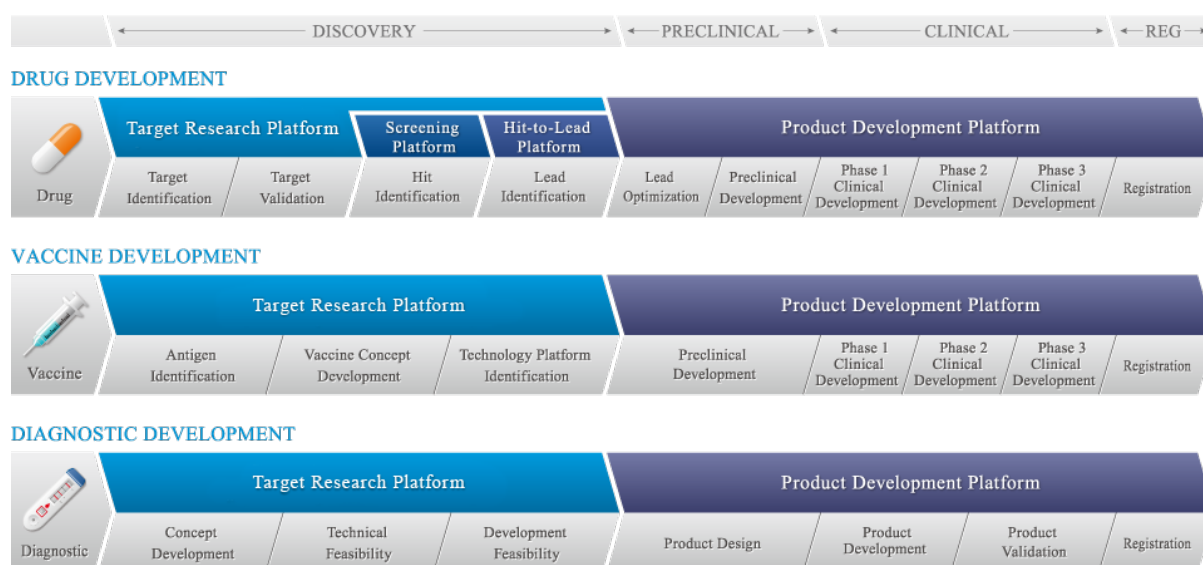 DISCOVERY PRECLINICAL CLINICAL REG
DRUG DEVELOPMENT
Drug
Target Research Platform
Screening
Platform
Hit-to-Lead
Platform
Product Development Platform
Target
Identification
Target
Validation
Hit
Identification
Lead
Identification
Lead
Optimization
Preclinical
Development
Phase 1
Clinical
Development
Phase 2
Clinical
Development
Phase 3
Clinical
Development
Registration
VACCINE DEVELOPMENT
Vaccine
Target Research Platform
Product Development Platform
Antigen
Identification
Vaccine Concept
Development
Technology Platform
Identification
Preclinical
Development
Phase 1
Clinical
Development
Phase 2
Clinical
Development
Phase 3
Clinical
Development
Registration
DIAGNOSTIC DEVELOPMENT
Diagnostic
Target Research Platform
Product Development Platform
Concept
Development
Technical
Feasibility
Development
Feasibility
Product Design
Product
Development
Product
Validation
Registration